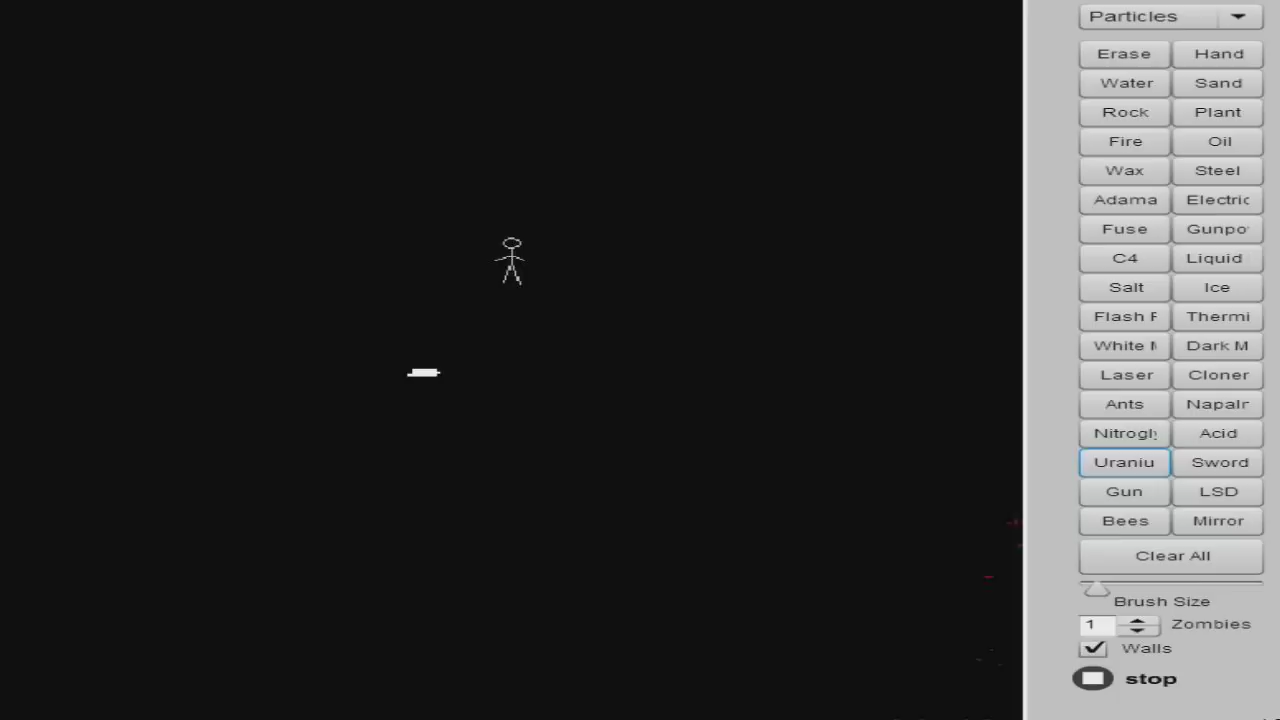 Particles
Erase Hand
Water Sand
Rock Plant
Fire Oil
Wax Steel
Adama Electric
Fuse Gunpo
C4 Liquid
Salt Ice
Flash F Thermi
White M Dark M
Laser Cloner
Ants Napalr
Nitrogly Acid
Uraniu Sword
Gun LSD
Bees Mirror
Clear All
Brush Size
1 Zombies
Walls
stop